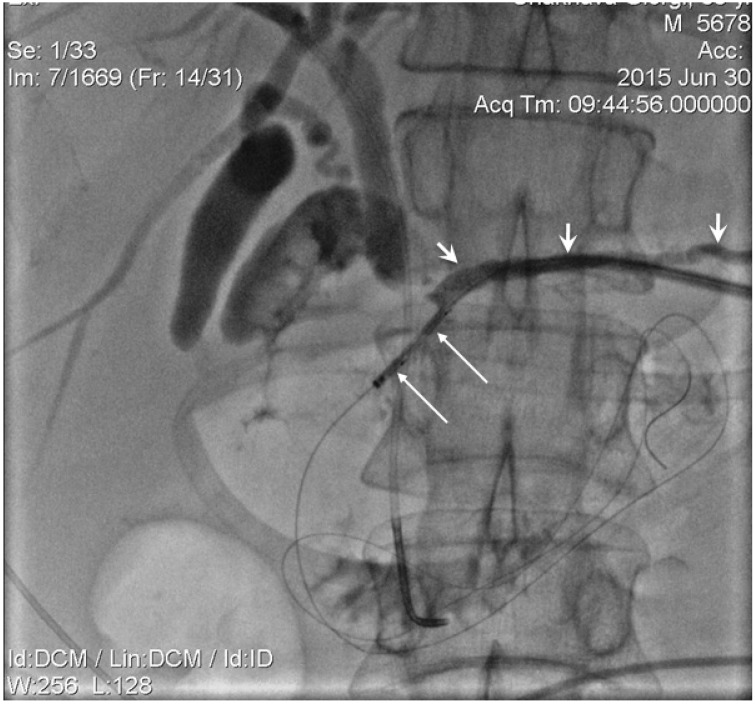 M 5678
Se: 1/33
Acc:
Im: 7/1669 (Fr: 14/31)
2015 Jun 30
Acq Tm: 09:44:56.000000
Id:DCM / Lin:DCM / Id:ID
W:256 L:128